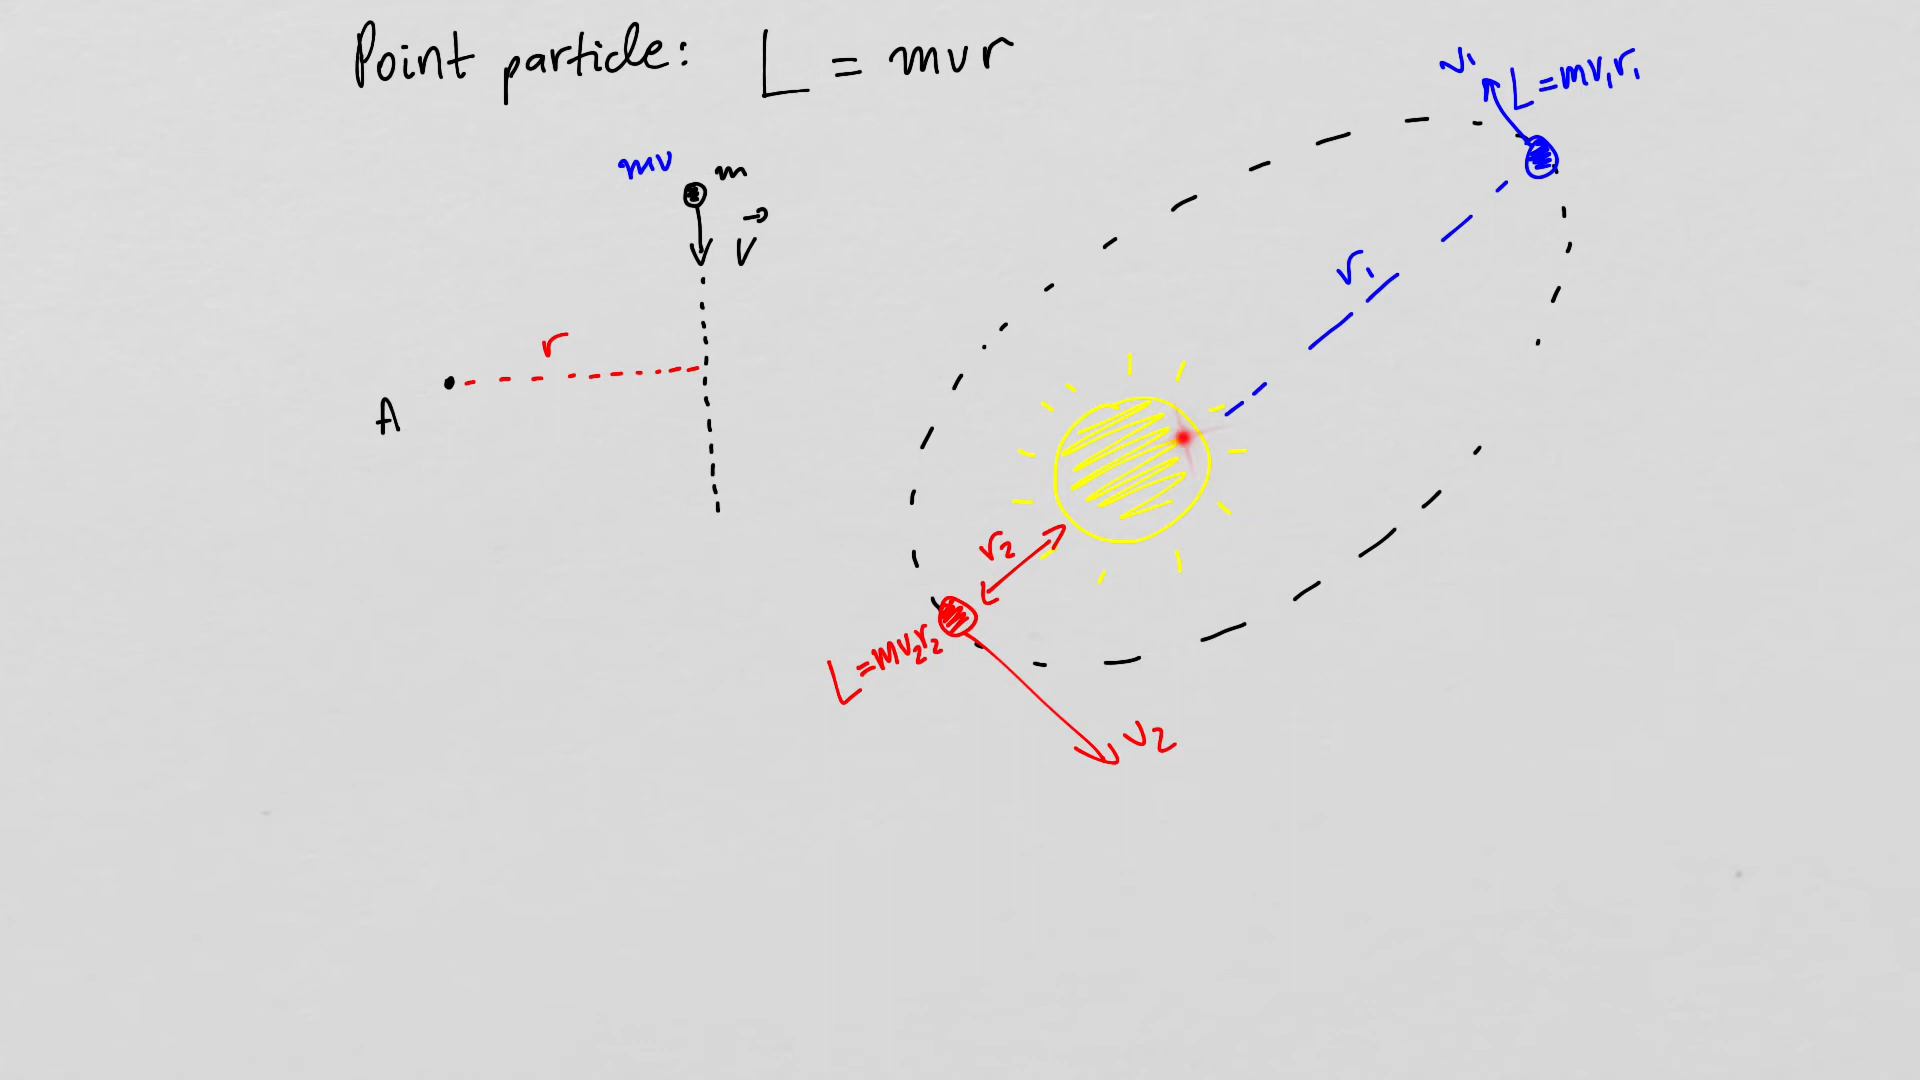 Point particle: L = mvr
mv
m
v
r
A
v₁
L=mv₁r₁
r₁
r₂
L=mv₂r₂
v₂